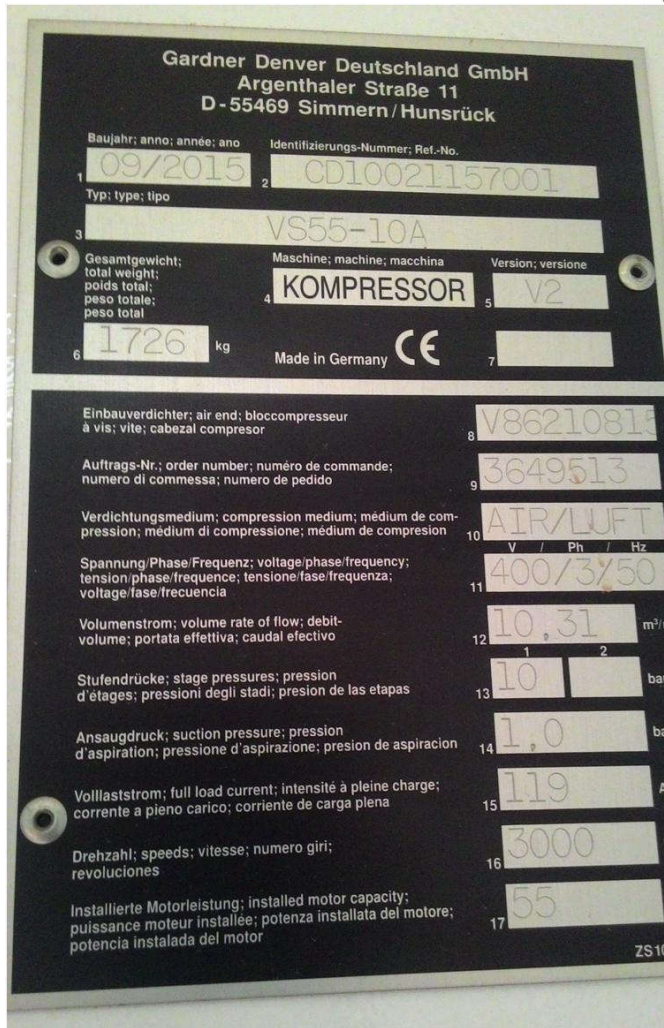 Gardner Denver Deutschland GmbH
Argenthaler Straße 11
D-55469 Simmern/Hunsrück
Baujahr; anno; année; ano
Identifizierungs-Nummer; Ref.-No.
1 09/2015
2 CD10021157001
Typ; type; tipo
3 VS55-10A
Gesamtgewicht;
total weight;
poids total;
peso totale;
peso total
6 1726 kg
Maschine; machine; macchina
4 KOMPRESSOR
Version; versione
5 V2
Made in Germany CE
7
Einbauverdichter; air end; bloccompresseur
à vis; vite; cabezal compresor
8 V86210815
Auftrags-Nr.; order number; numéro de commande;
numero di commessa; numero de pedido
9 3649513
Verdichtungsmedium; compression medium; médium de com-
pression; médium di compressione; médium de compresion
10 AIR/LUFT
Spannung/Phase/Frequenz; voltage/phase/frequency;
tension/phase/frequence; tensione/fase/frequenza;
voltage/fase/frecuencia
V / Ph / Hz
11 400/3/50
Volumenstrom; volume rate of flow; debit-
volume; portata effettiva; caudal efectivo
12 10,31
Stufendrücke; stage pressures; pression
d'étages; pressioni degli stadi; presion de las etapas
1 2
13 10
Ansaugdruck; suction pressure; pression
d'aspiration; pressione d'aspirazione; presion de aspiracion
14 1,0
Volllaststrom; full load current; intensité à pleine charge;
corrente a pieno carico; corriente de carga plena
15 119 A
Drehzahl; speeds; vitesse; numero giri;
revoluciones
16 3000
Installierte Motorleistung; installed motor capacity;
puissance moteur installée; potenza installata del motore;
potencia instalada del motor
17 55